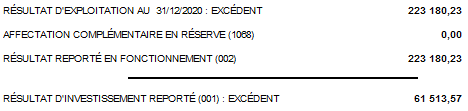 RÉSULTAT D'EXPLOITATION AU 31/12/2020 : EXCÉDENT 223 180,23
AFFECTATION COMPLÉMENTAIRE EN RÉSERVE (1068) 0,00
RÉSULTAT REPORTÉ EN FONCTIONNEMENT (002) 223 180,23
RÉSULTAT D'INVESTISSEMENT REPORTÉ (001) : EXCÉDENT 61 513,57